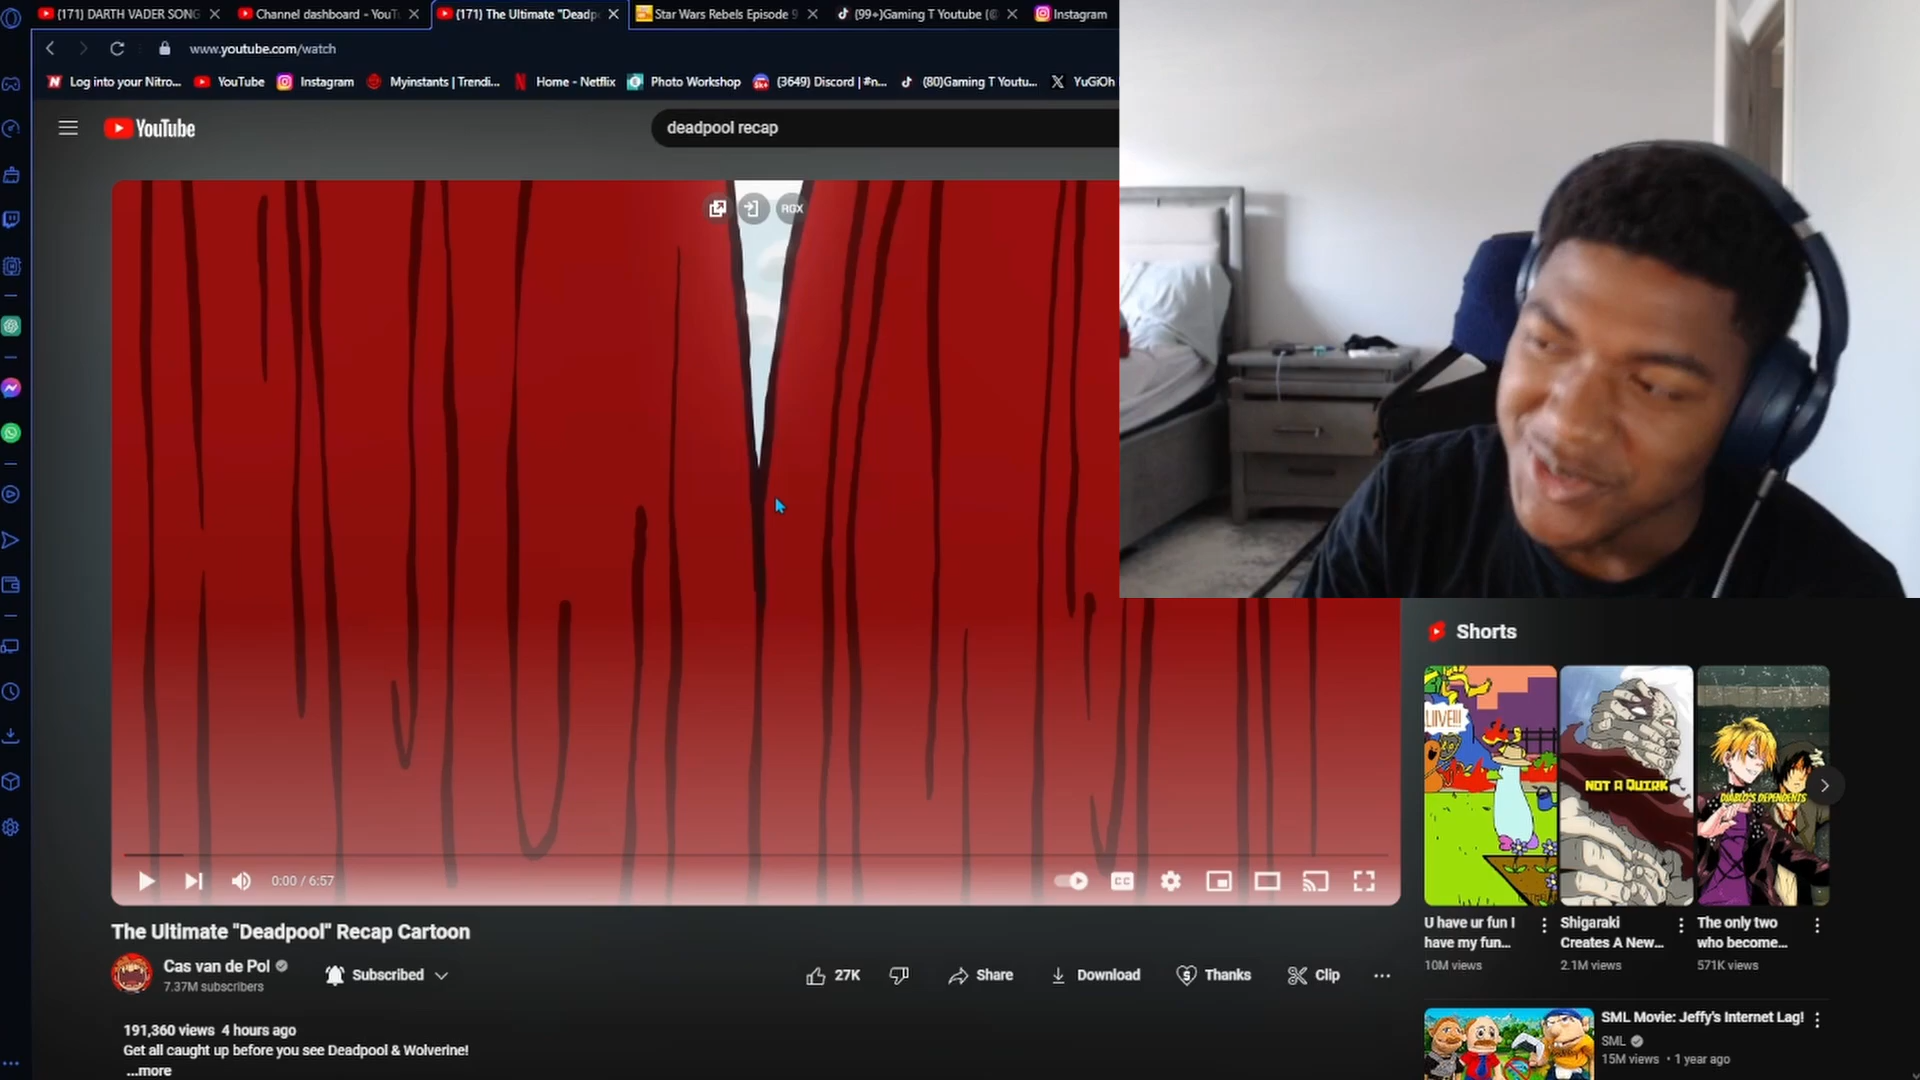 (171) DARTH VADER SONG
Channel dashboard - YouT
(171) The Ultimate "Deadp
Star Wars Rebels Episode 9
(99+)Gaming T Youtube (@
Instagram
www.youtube.com/watch
Log into your Nitro...
YouTube
Instagram
Myinstants | Trendi...
Home - Netflix
Photo Workshop
(3649) Discord | #n...
(80)Gaming T Youtu...
YuGiOh
YouTube
deadpool recap
RGX
0:00 / 6:57
CC
The Ultimate "Deadpool" Recap Cartoon
Cas van de Pol
7.37M subscribers
Subscribed
27K
Share
Download
Thanks
Clip
191,360 views 4 hours ago
Get all caught up before you see Deadpool & Wolverine!
...more
Shorts
LIVE!!!
NOT A QUIRK
DIABLO'S DEPENDENTS
U have ur fun I
have my fun...
10M views
Shigaraki
Creates A New...
2.1M views
The only two
who become...
571K views
SML Movie: Jeffy's Internet Lag!
SML
15M views • 1 year ago